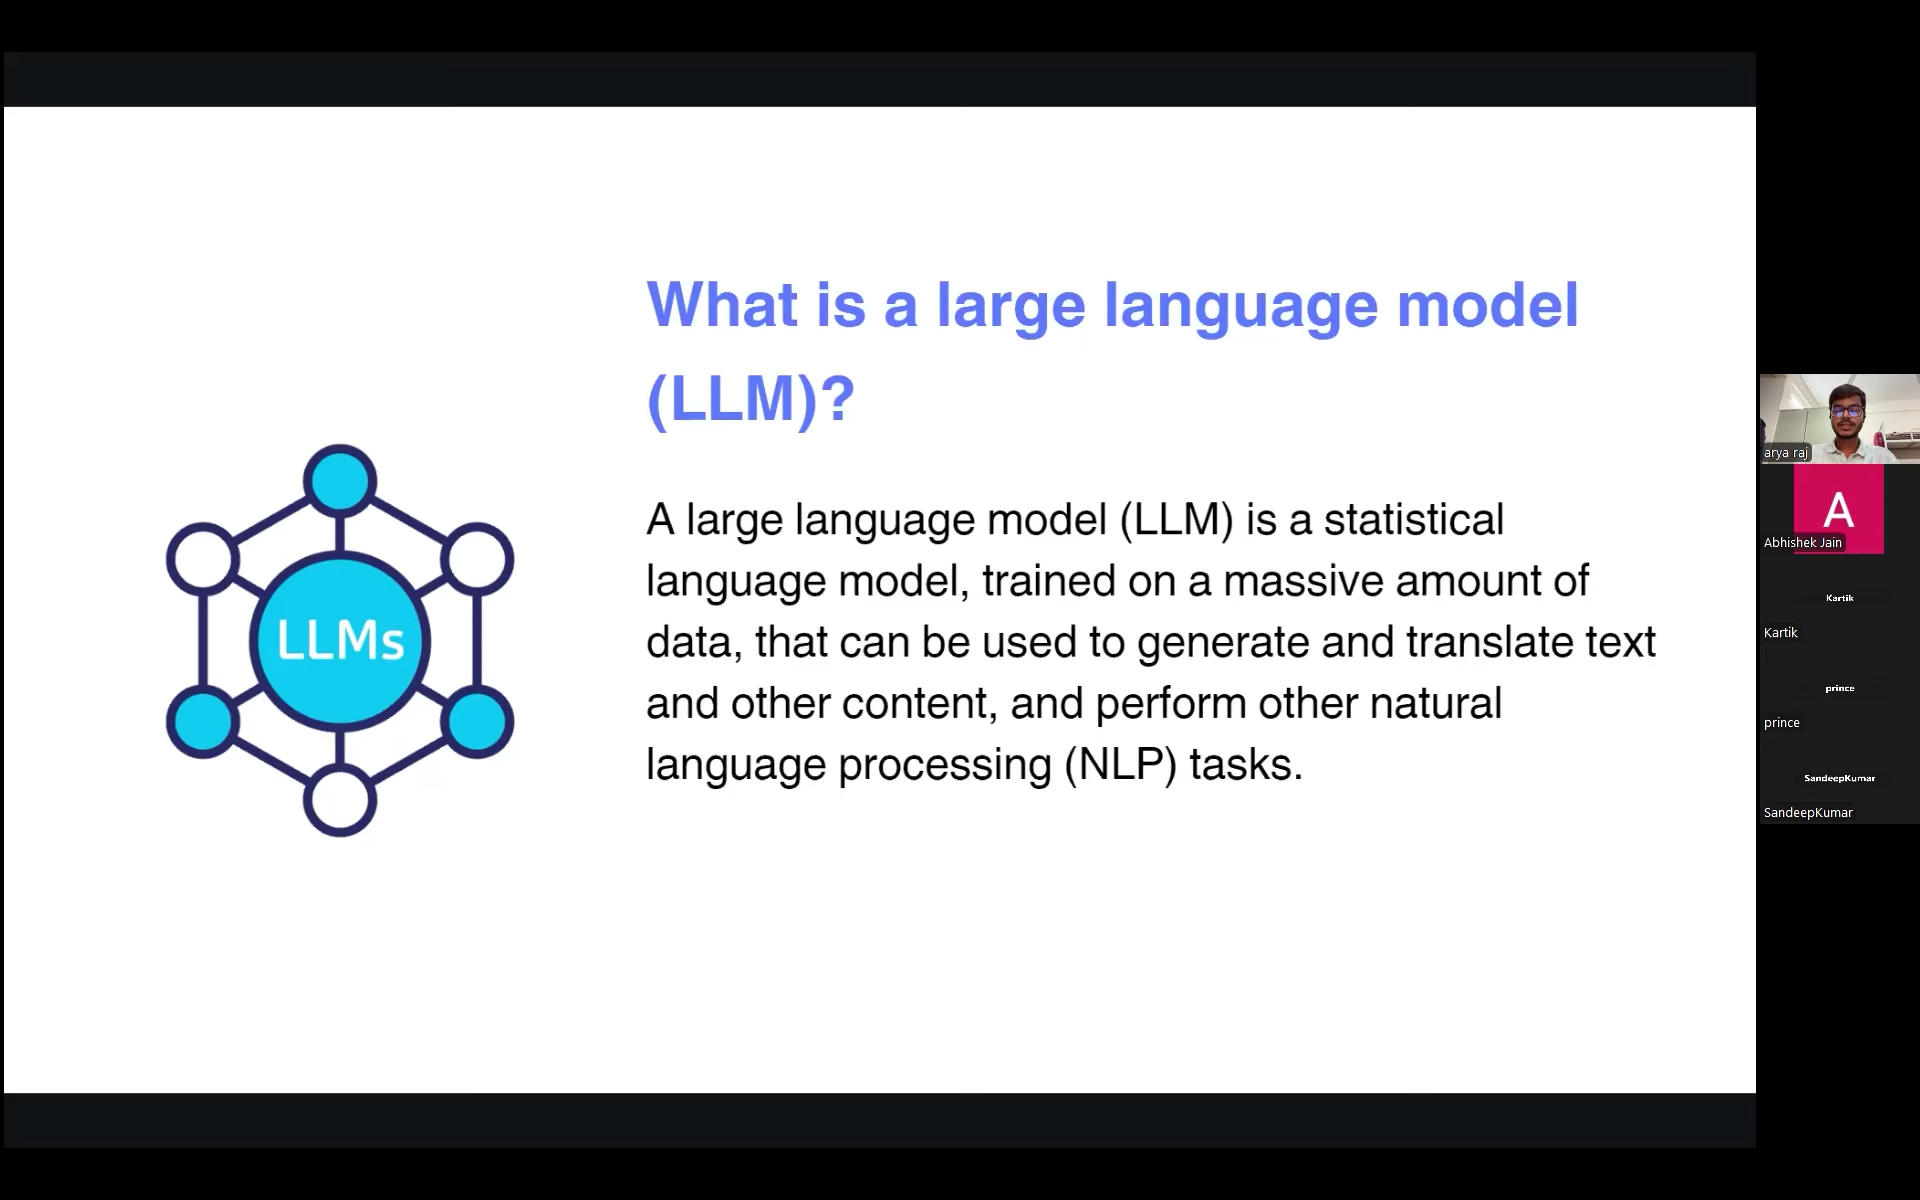 What is a large language model
(LLM)?
A large language model (LLM) is a statistical
language model, trained on a massive amount of
data, that can be used to generate and translate text
and other content, and perform other natural
language processing (NLP) tasks.
LLMs
arya raj
A
Abhishek Jain
Kartik
Kartik
prince
prince
SandeepKumar
SandeepKumar